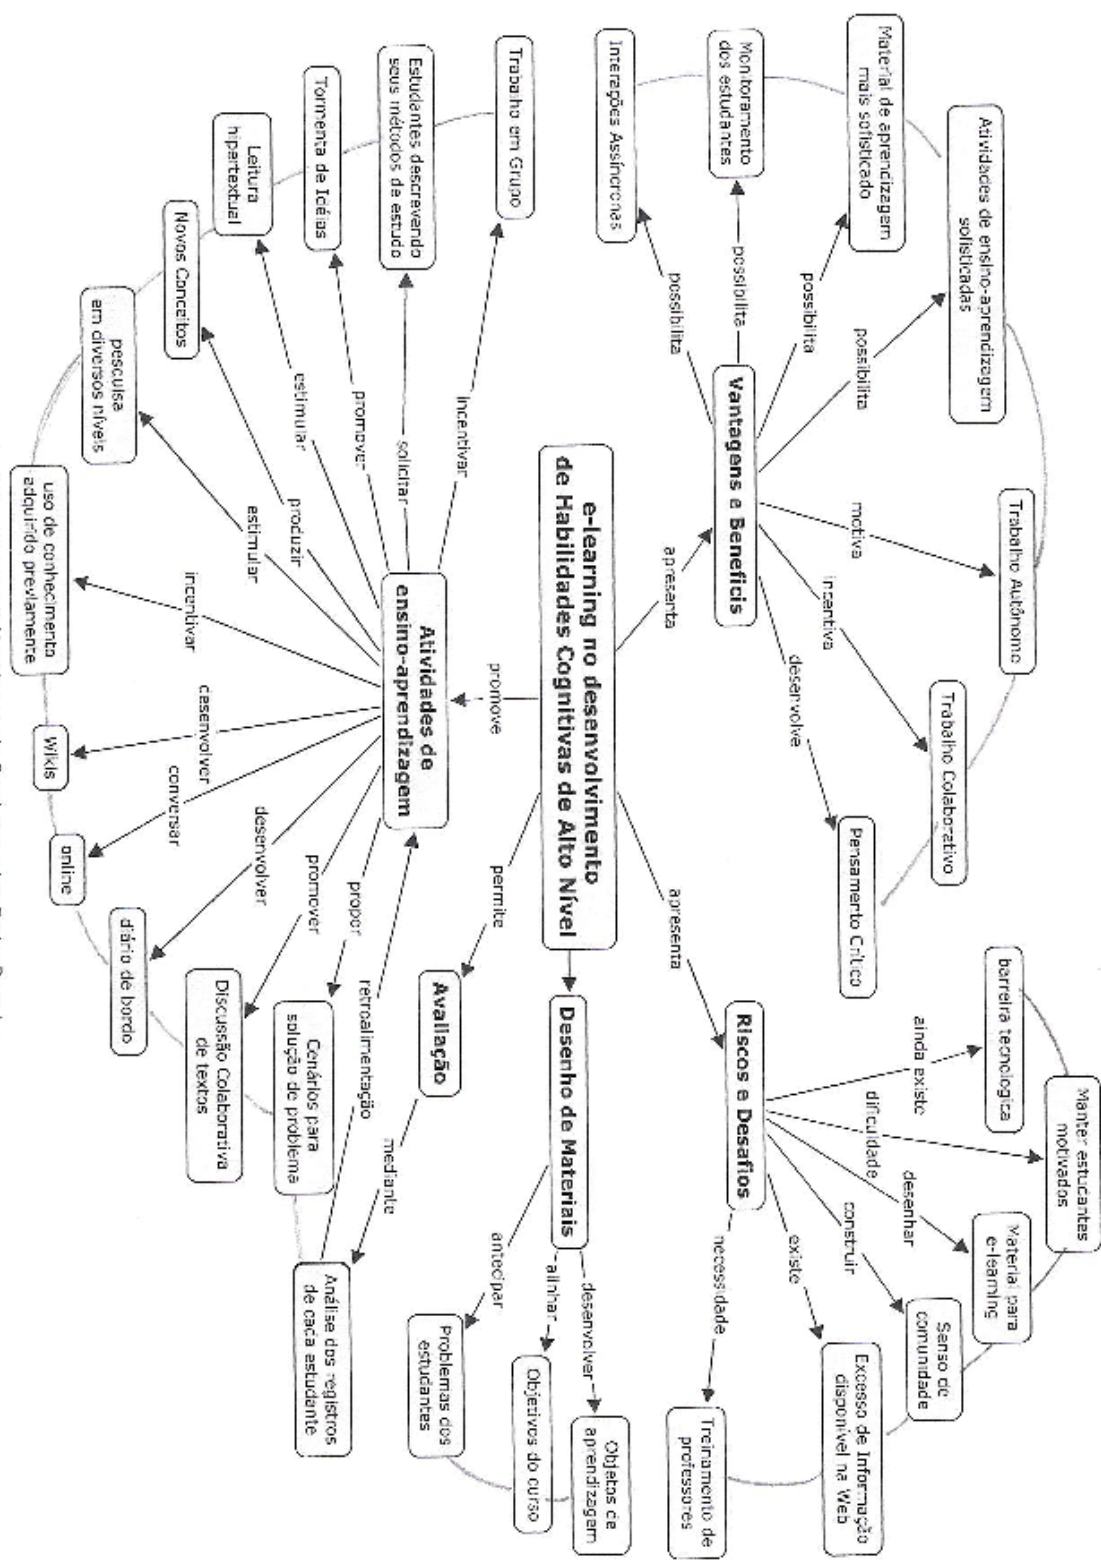 e-learning no desenvolvimento
de Habilidades Cognitivas de Alto Nível
apresenta
Vantagens e Beneficis
possibilita
Interações Assíncronas
possibilita
Monitoramento
dos estudantes
possibilita
Material de aprendizagem
mais sofisticado
possibilita
Atividades de ensino-aprendizagem
sofisticadas
motiva
Trabalho Autônomo
incentiva
Trabalho Colaborativo
desenvolve
Pensamento Crítico
apresenta
Riscos e Desafios
ainda existe
barreira tecnologica
dificuldade
Manter estudantes
motivados
desenhar
Material para
e-learning
construir
Senso de
comunidade
existe
Excesso de Informação
disponível na Web
necessidade
Treinamento de
professores
Desenho de Materiais
desenvolver
Objetos de
aprendizagem
alinhar
Objetivos do curso
antecipar
Problemas dos
estudantes
permite
Avaliação
mediante
Análise dos registros
de cada estudante
retroalimentação
promove
Atividades de
ensino-aprendizagem
incentivar
Trabalho em Grupo
solicitar
Estudantes descrevendo
seus métodos de estudo
promover
Tormenta de Idéias
estimular
Leitura
hipertextual
produzir
Novos Conceitos
estimular
pesquisa
em diversos níveis
incentivar
uso de conhecimento
adquirido previamente
desenvolver
Wikis
conversar
online
desenvolver
diário de bordo
promover
Discussão Colaborativa
de textos
propor
Cenários para
solução de problema